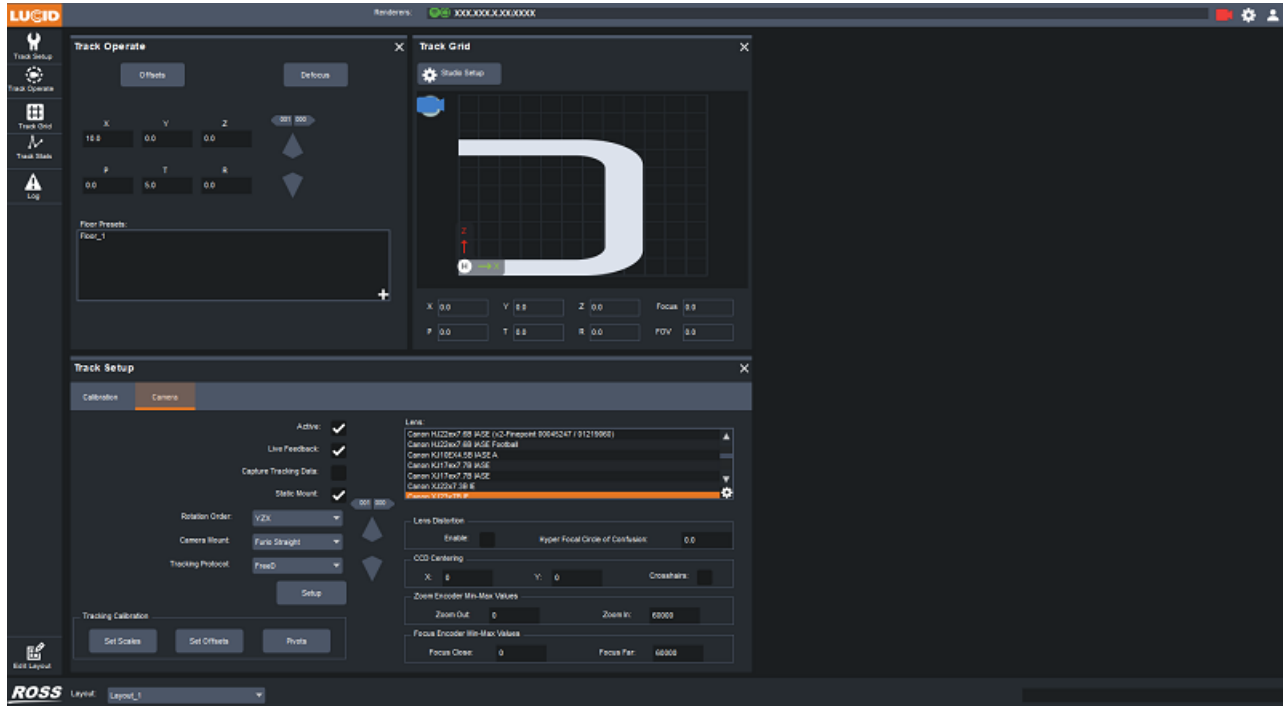 LUCID
Renderers: XXX.XXX.X.XX:XXXX
Track Setup
Track Operate
Track Grid
Track Stats
Log
Edit Layout
Track Operate
Offsets Defocus
X Y Z
10.0 0.0 0.0
001 000
P T R
0.0 5.0 0.0
Floor Presets:
Floor_1
Track Grid
Studio Setup
Z
H X
X 0.0 Y 0.0 Z 0.0 Focus 0.0
P 0.0 T 0.0 R 0.0 FOV 0.0
Track Setup
Calibration Camera
Active:
Live Feedback:
Capture Tracking Data:
Static Mount:
001 000
Rotation Order: YZX
Camera Mount: Furio Straight
Tracking Protocol: FreeD
Setup
Tracking Calibration
Set Scales Set Offsets Pivots
Lens:
Canon HJ22ex7.6B IASE (v2-Finepoint 00045247 / 01215060)
Canon HJ22ex7.6B IASE Football
Canon KJ10EX4.5B IASE A
Canon KJ17ex7.7B IASE
Canon XJ17ex7.7B IASE
Canon XJ22x7.3B IE
Lens Distortion
Enable: Hyper Focal Circle of Confusion: 0.0
CCD Centering
X: 0 Y: 0 Crosshairs:
Zoom Encoder Min-Max Values
Zoom Out: 0 Zoom In: 60000
Focus Encoder Min-Max Values
Focus Close: 0 Focus Far: 60000
ROSS Layout: Layout_1